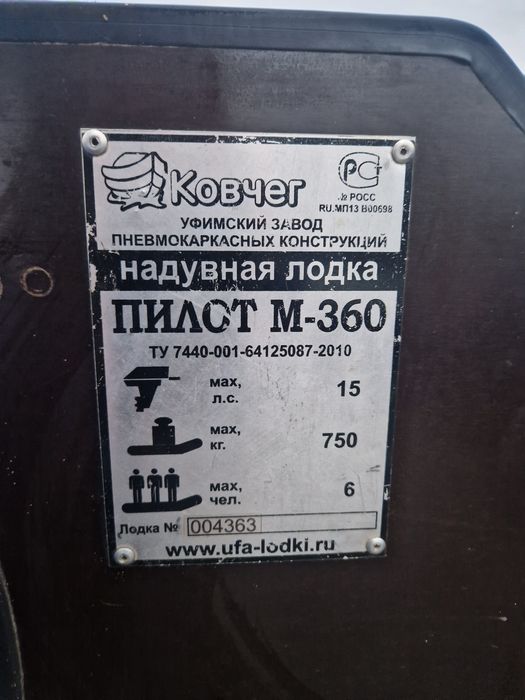 Ковчег
№ РОСС
RU.МП13 В00698
УФИМСКИЙ ЗАВОД
ПНЕВМОКАРКАСНЫХ КОНСТРУКЦИЙ
НАДУВНАЯ ЛОДКА
ПИЛОТ М-360
ТУ 7440-001-64125087-2010
мах, л.с. 15
мах, кг. 750
мах, чел. 6
Лодка № 004363
www.ufa-lodki.ru